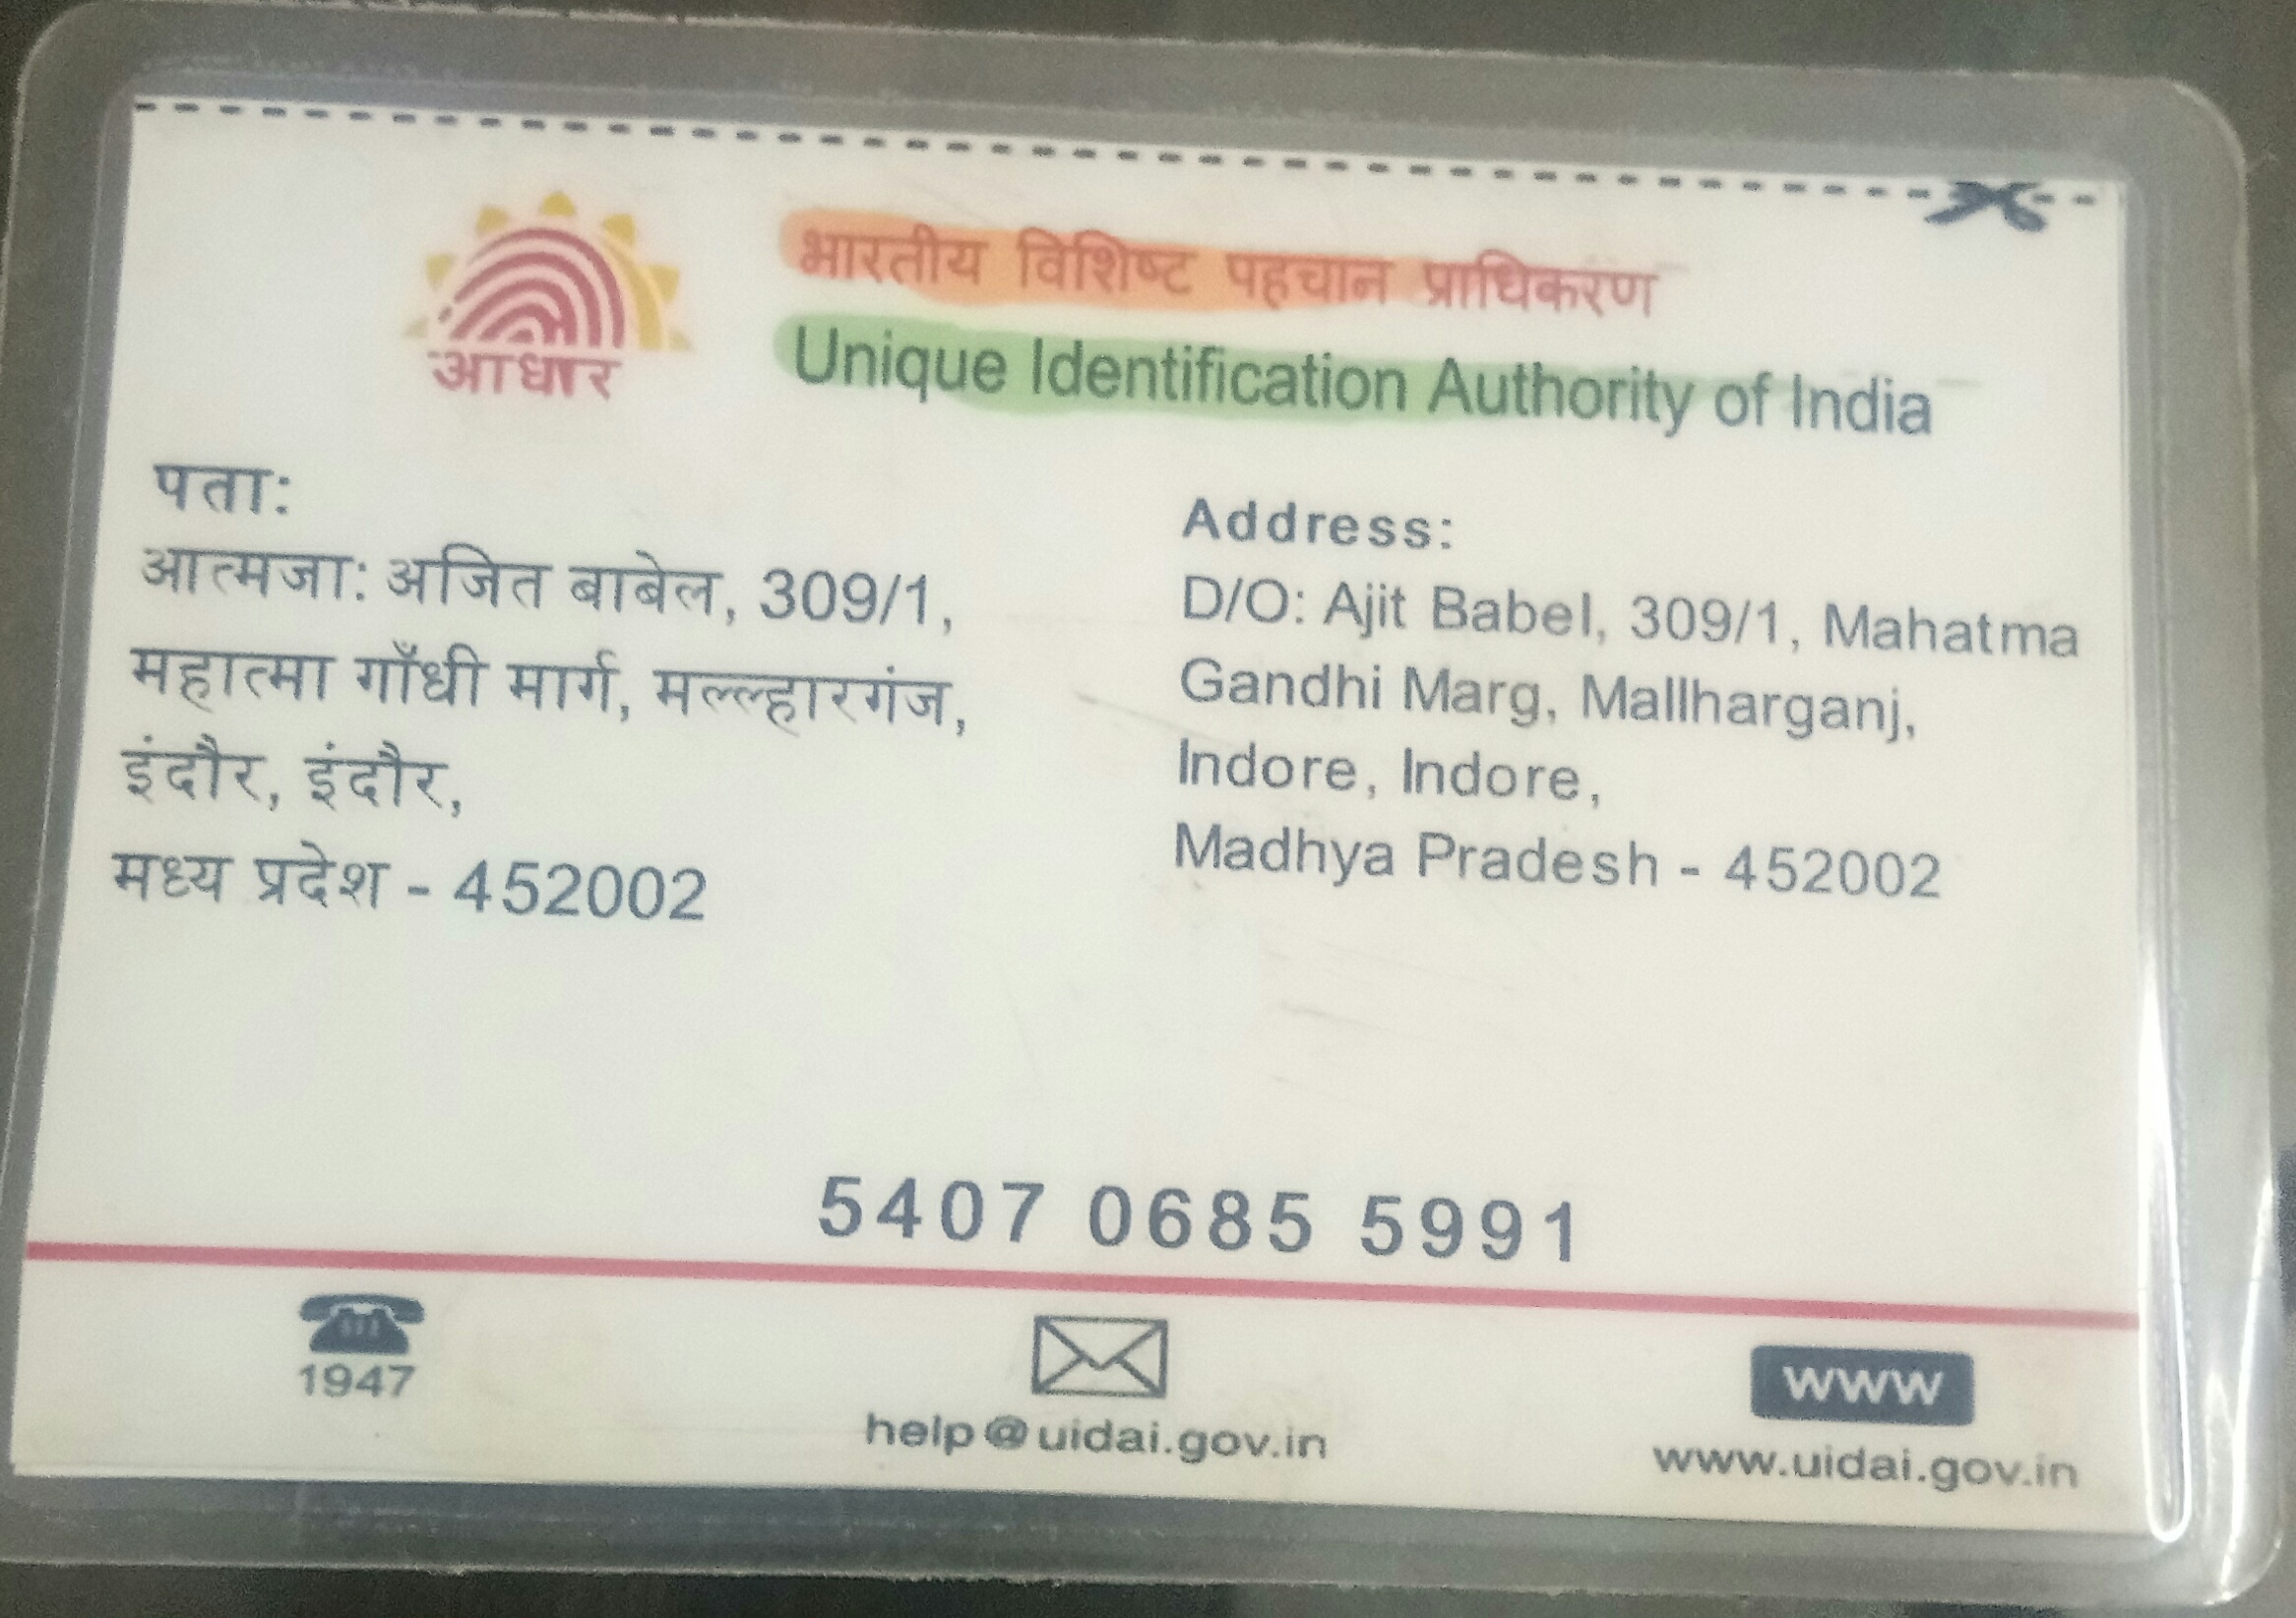 भारतीय विशिष्ट पहचान प्राधिकरण
Unique Identification Authority of India
आधार
पता:
आत्मजा: अजित बाबेल, 309/1,
महात्मा गाँधी मार्ग, मल्ल्हारगंज,
इंदौर, इंदौर,
मध्य प्रदेश - 452002
Address:
D/O: Ajit Babel, 309/1, Mahatma
Gandhi Marg, Mallharganj,
Indore, Indore,
Madhya Pradesh - 452002
5407 0685 5991
1947
help@uidai.gov.in
www
www.uidai.gov.in